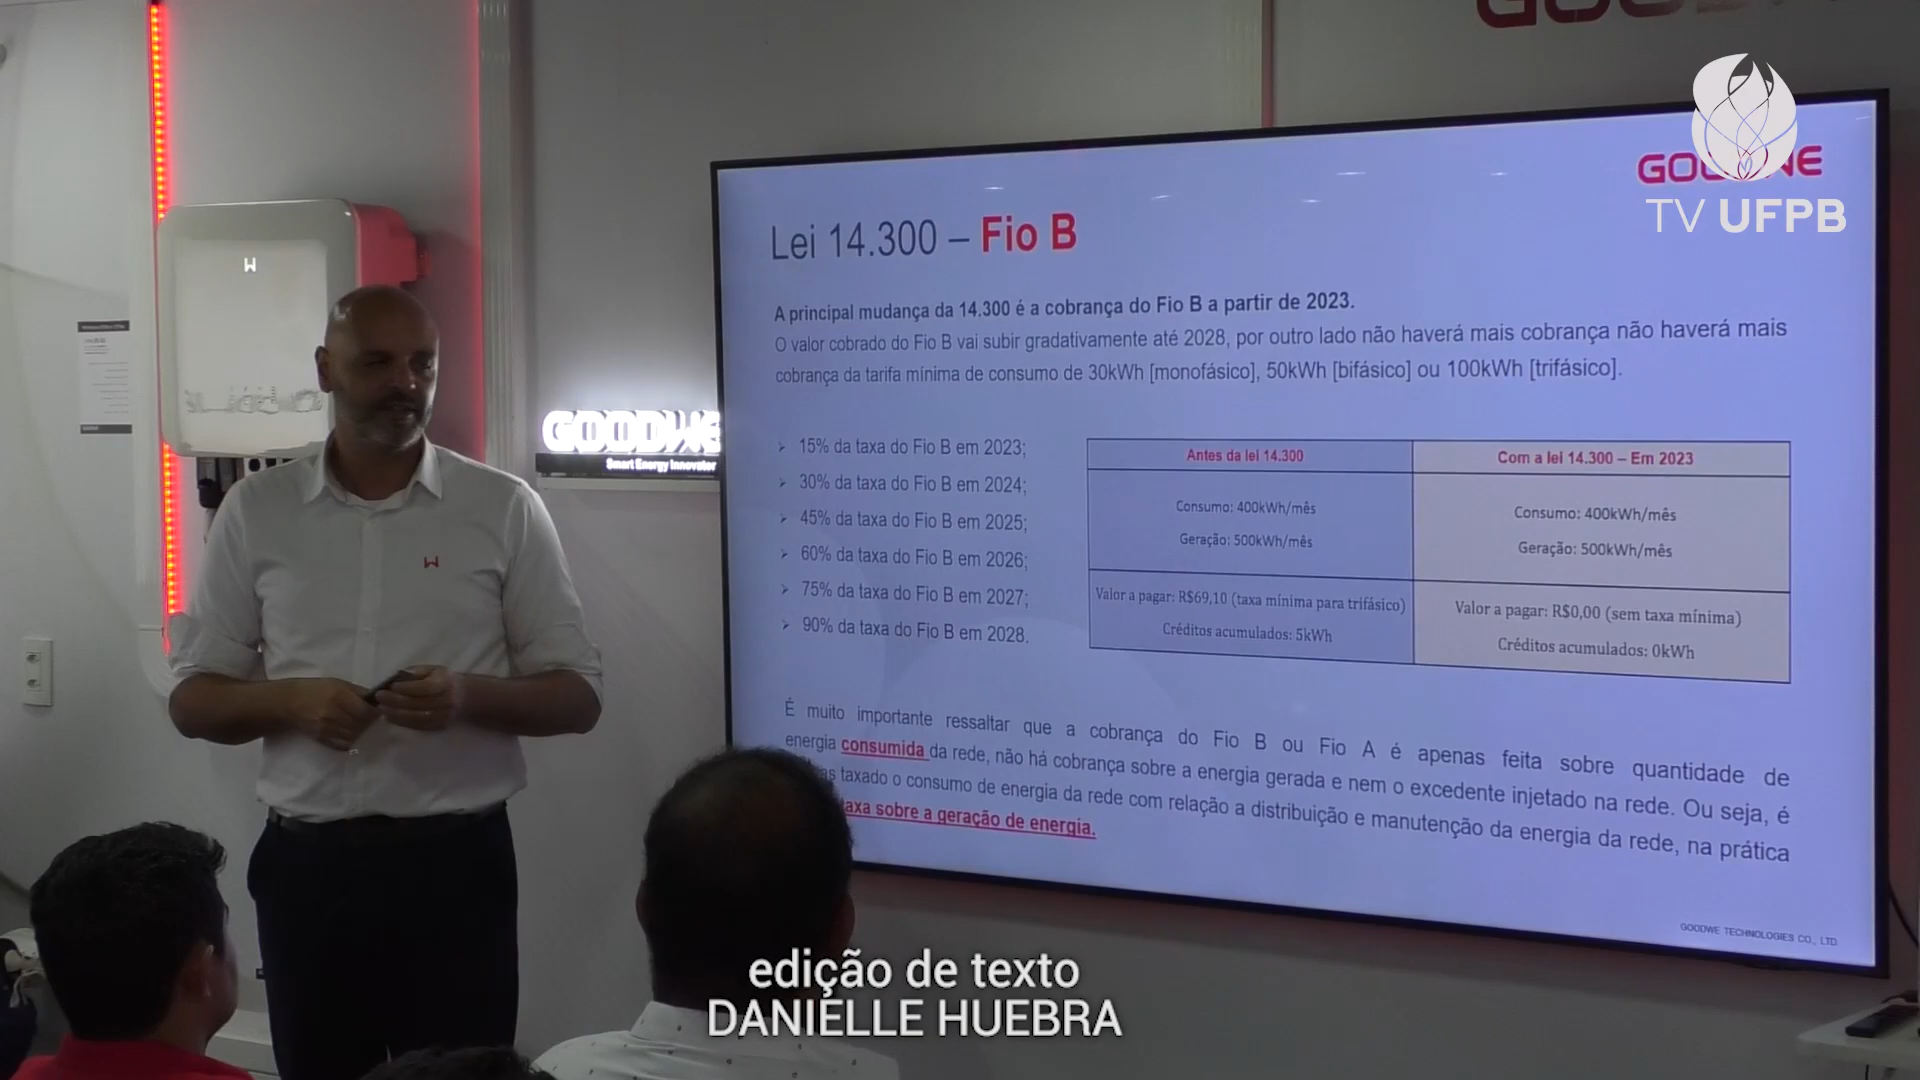 TV UFPB
Lei 14.300 – Fio B
A principal mudança da 14.300 é a cobrança do Fio B a partir de 2023.
O valor cobrado do Fio B vai subir gradativamente até 2028, por outro lado não haverá mais cobrança não haverá mais
cobrança da tarifa mínima de consumo de 30kWh [monofásico], 50kWh [bifásico] ou 100kWh [trifásico].
➢ 15% da taxa do Fio B em 2023;
➢ 30% da taxa do Fio B em 2024;
➢ 45% da taxa do Fio B em 2025;
➢ 60% da taxa do Fio B em 2026;
➢ 75% da taxa do Fio B em 2027;
➢ 90% da taxa do Fio B em 2028.
Antes da lei 14.300
Consumo: 400kWh/mês
Geração: 500kWh/mês
Valor a pagar: R$69,10 (taxa mínima para trifásico)
Créditos acumulados: 5kWh
Com a lei 14.300 – Em 2023
Consumo: 400kWh/mês
Geração: 500kWh/mês
Valor a pagar: R$0,00 (sem taxa mínima)
Créditos acumulados: 0kWh
É muito importante ressaltar que a cobrança do Fio B ou Fio A é apenas feita sobre quantidade de
energia consumida da rede, não há cobrança sobre a energia gerada e nem o excedente injetado na rede. Ou seja, é
taxado o consumo de energia da rede com relação a distribuição e manutenção da energia da rede, na prática
sobre a geração de energia.
GOODWE TECHNOLOGIES CO., LTD
GOODWE
Smart Energy Innovator
W
W
edição de texto
DANIELLE HUEBRA